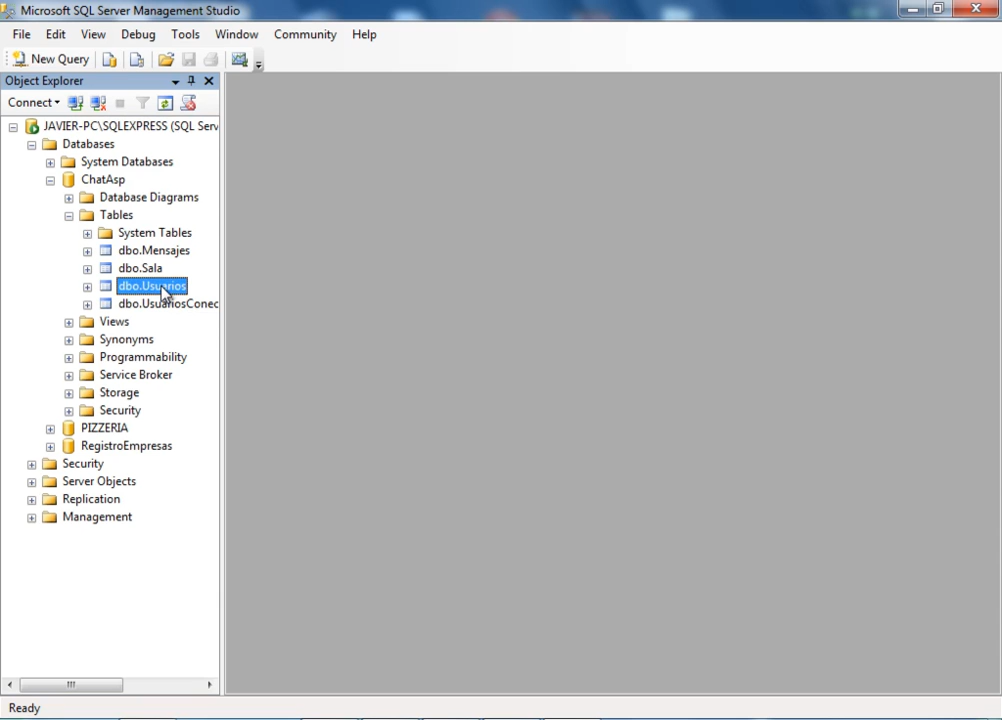 Microsoft SQL Server Management Studio
File Edit View Debug Tools Window Community Help
New Query
Object Explorer
Connect
JAVIER-PC\SQLEXPRESS (SQL Serv
Databases
System Databases
ChatAsp
Database Diagrams
Tables
System Tables
dbo.Mensajes
dbo.Sala
dbo.Usuarios
dbo.UsuariosConec
Views
Synonyms
Programmability
Service Broker
Storage
Security
PIZZERIA
RegistroEmpresas
Security
Server Objects
Replication
Management
Ready